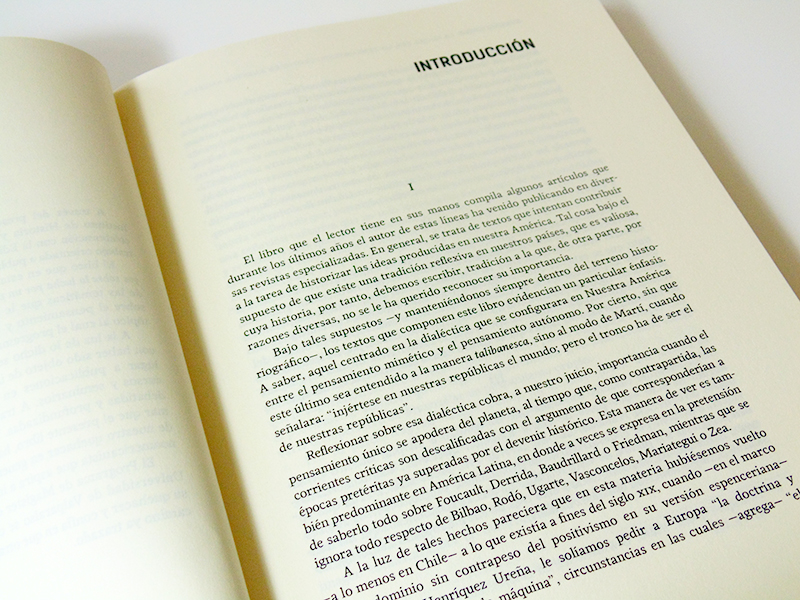 INTRODUCCIÓN
I
El libro que el lector tiene en sus manos compila algunos artículos que
durante los últimos años el autor de estas líneas ha venido publicando en diver-
sas revistas especializadas. En general, se trata de textos que intentan contribuir
a la tarea de historizar las ideas producidas en nuestra América. Tal cosa bajo el
supuesto de que existe una tradición reflexiva en nuestros países, que es valiosa,
cuya historia, por tanto, debemos escribir, tradición a la que, de otra parte, por
razones diversas, no se le ha querido reconocer su importancia.
Bajo tales supuestos —y manteniéndonos siempre dentro del terreno histo-
riográfico—, los textos que componen este libro evidencian un particular énfasis.
A saber, aquel centrado en la dialéctica que se configurara en Nuestra América
entre el pensamiento mimético y el pensamiento autónomo. Por cierto, sin que
este último sea entendido a la manera talibanesca, sino al modo de Martí, cuando
señalara: “injértese en nuestras repúblicas el mundo; pero el tronco ha de ser el
de nuestras repúblicas”.
Reflexionar sobre esa dialéctica cobra, a nuestro juicio, importancia cuando el
pensamiento único se apodera del planeta, al tiempo que, como contrapartida, las
corrientes críticas son descalificadas con el argumento de que corresponderían a
épocas pretéritas ya superadas por el devenir histórico. Esta manera de ver es tam-
bién predominante en América Latina, en donde a veces se expresa en la pretensión
de saberlo todo sobre Foucault, Derrida, Baudrillard o Friedman, mientras que se
ignora todo respecto de Bilbao, Rodó, Ugarte, Vasconcelos, Mariategui o Zea.
A la luz de tales hechos pareciera que en esta materia hubiésemos vuelto
—a lo menos en Chile— a lo que existía a fines del siglo XIX, cuando —en el marco
dominio sin contrapeso del positivismo en su versión espenceriana—
Henríquez Ureña, le solíamos pedir a Europa “la doctrina y
máquina”, circunstancias en las cuales —agrega— “el